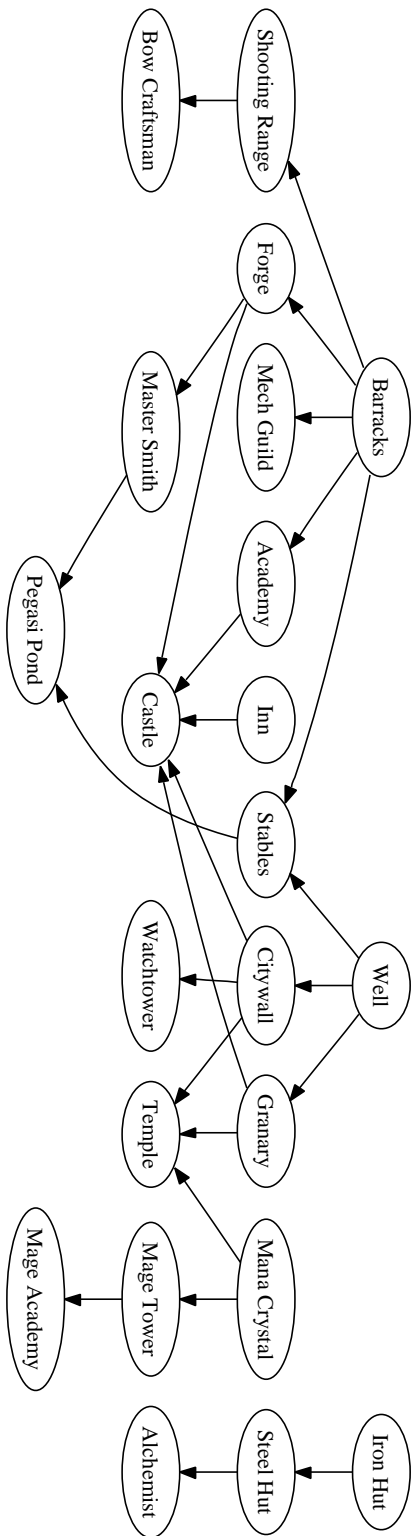 Barracks
Well
Iron Hut
Shooting Range
Forge
Mech Guild
Academy
Inn
Stables
Citywall
Granary
Mana Crystal
Steel Hut
Bow Craftsman
Master Smith
Castle
Watchtower
Temple
Mage Tower
Alchemist
Pegasi Pond
Mage Academy